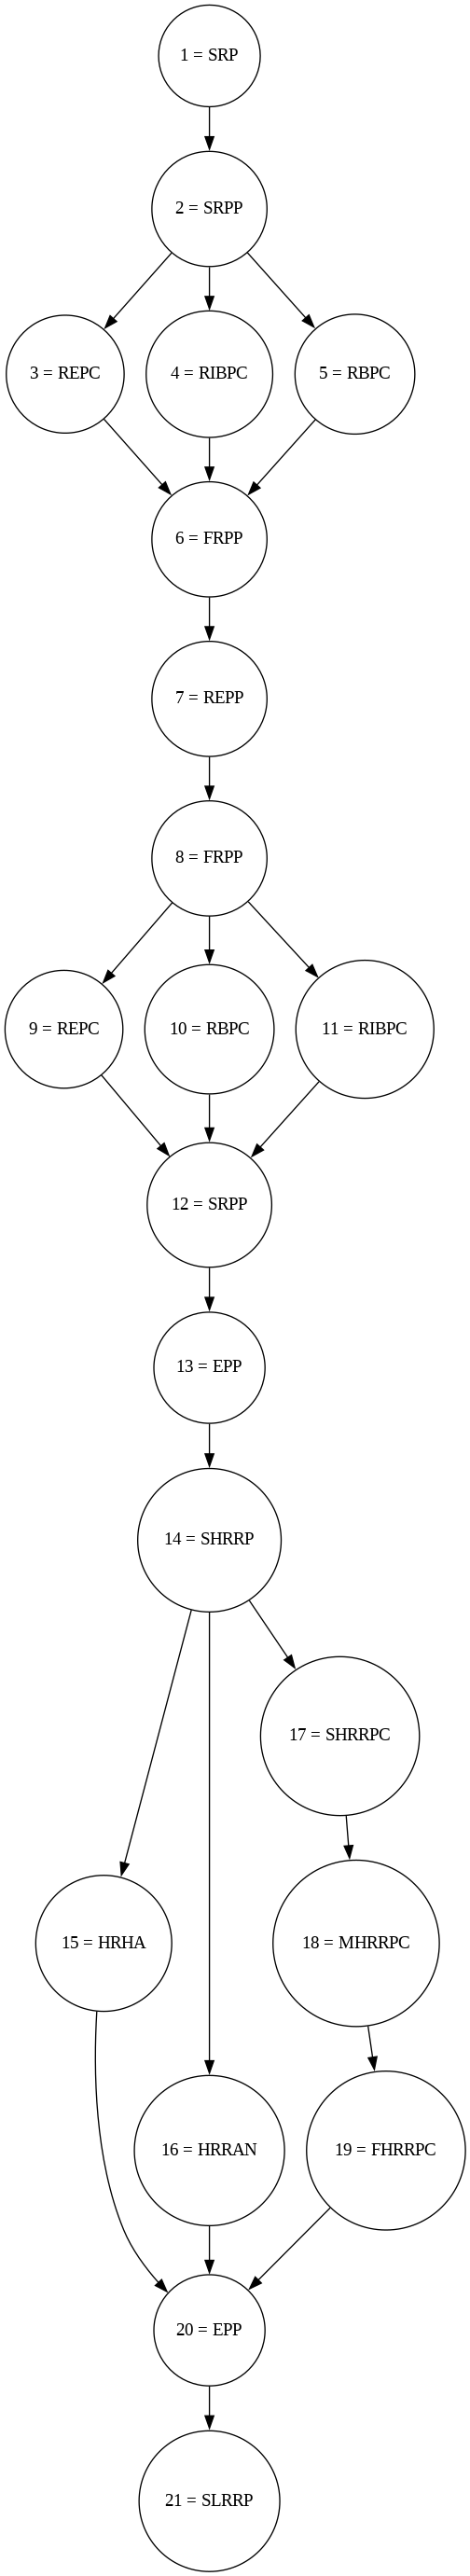 1 = SRP
2 = SRPP
3 = REPC
4 = RIBPC
5 = RBPC
6 = FRPP
7 = REPP
8 = FRPP
9 = REPC
10 = RBPC
11 = RIBPC
12 = SRPP
13 = EPP
14 = SHRRP
17 = SHRRPC
15 = HRHA
18 = MHRRPC
16 = HRRAN
19 = FHRRPC
20 = EPP
21 = SLRRP